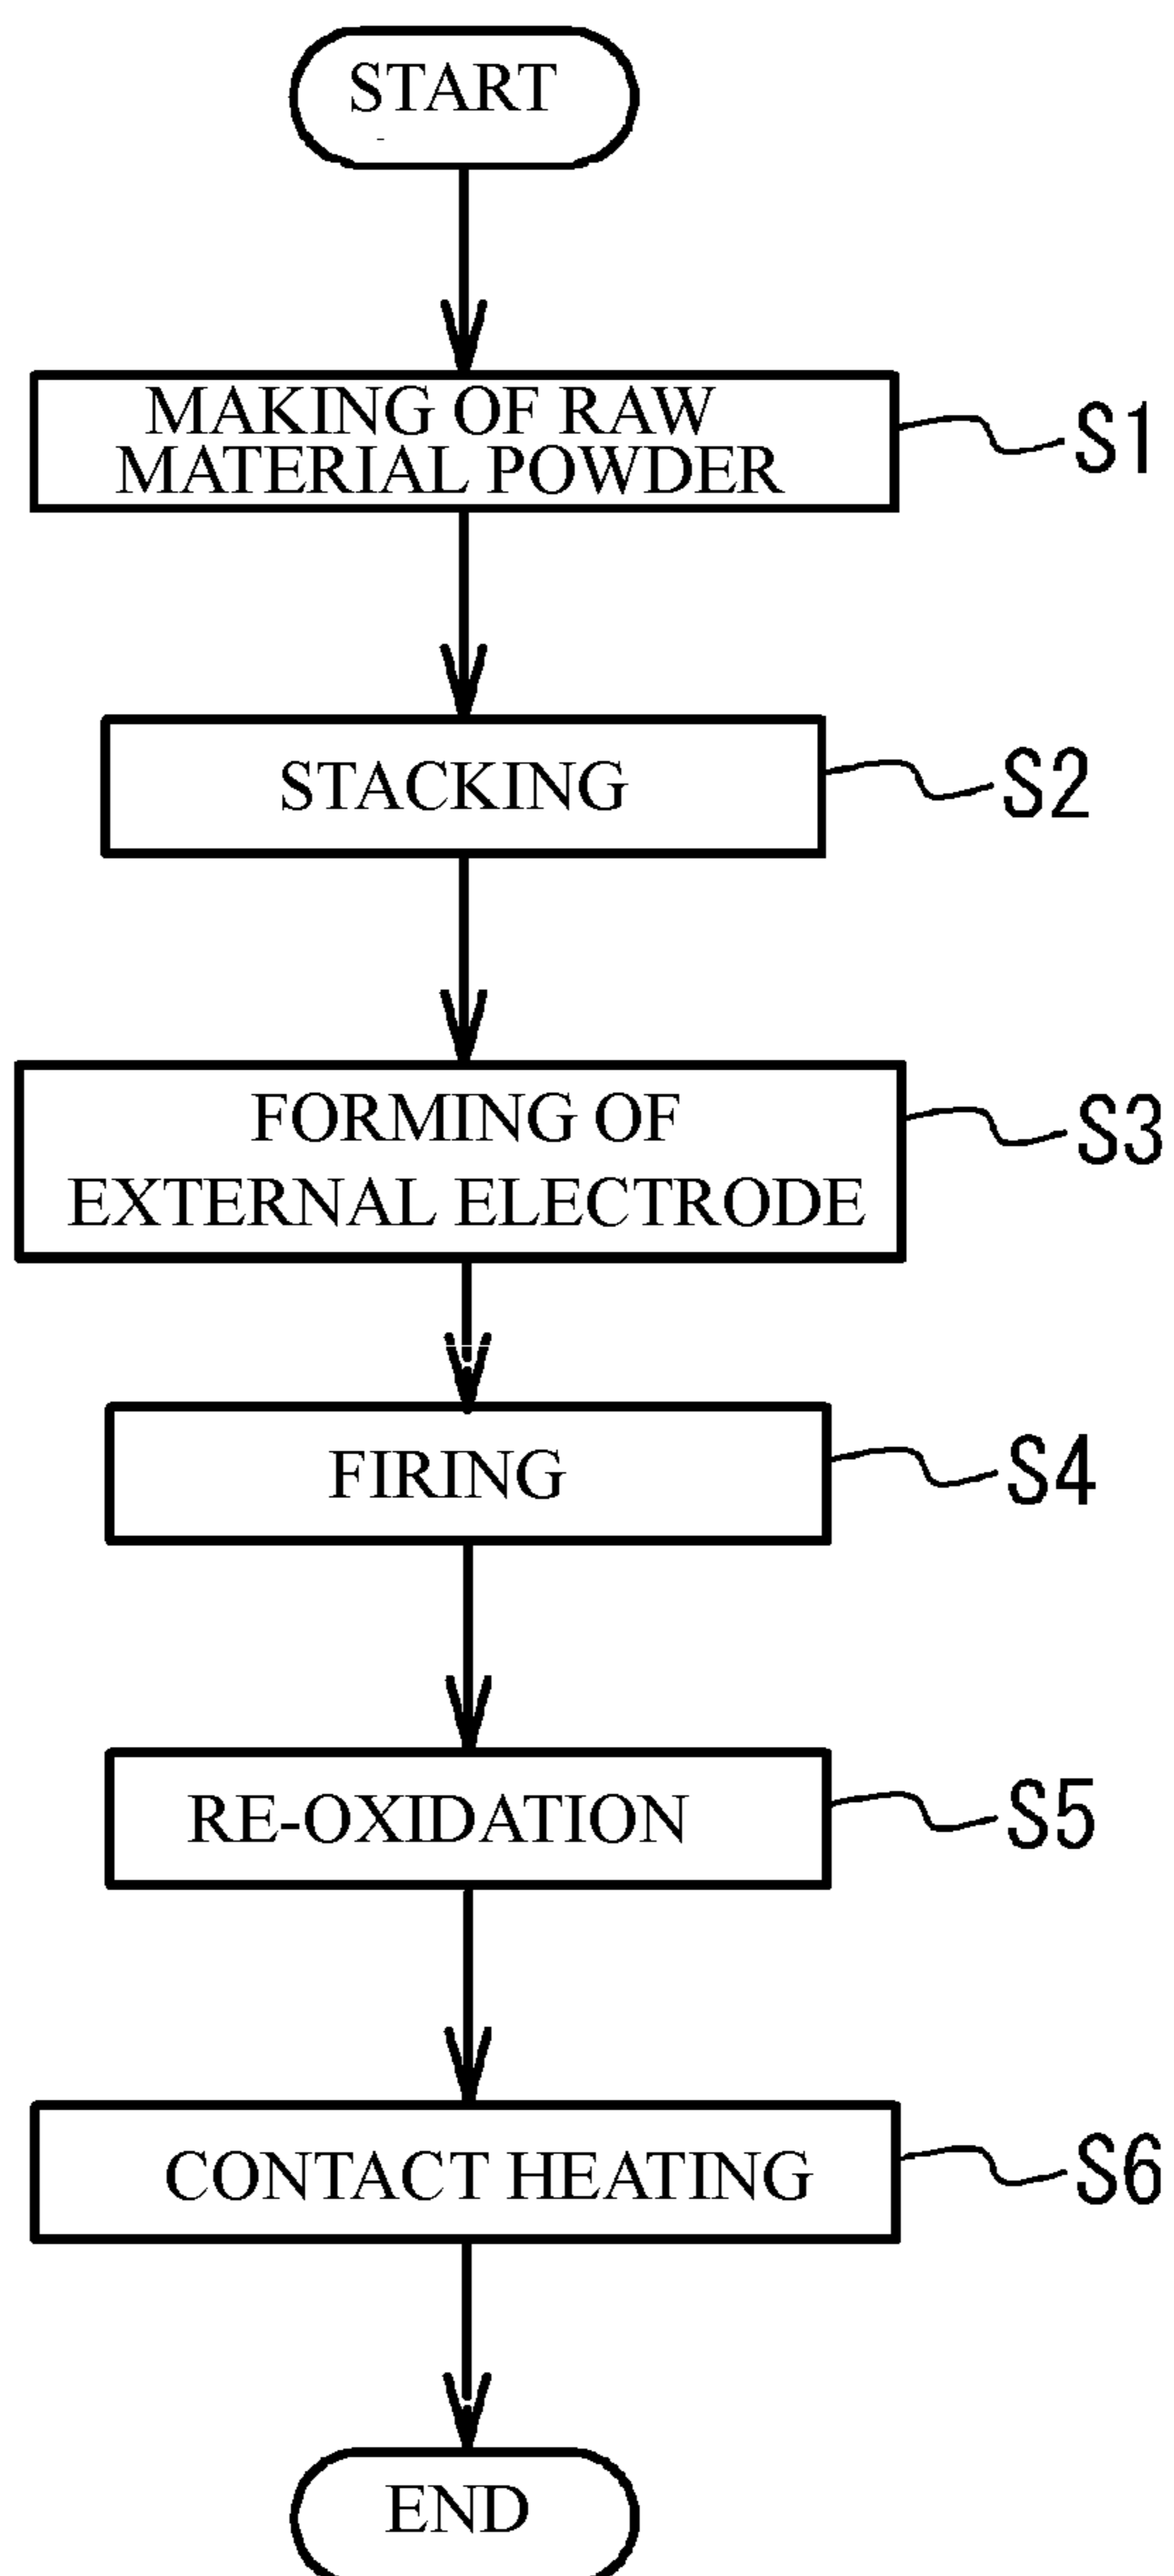 START
MAKING OF RAW
MATERIAL POWDER
S1
STACKING
S2
FORMING OF
EXTERNAL ELECTRODE
S3
FIRING
S4
RE-OXIDATION
S5
CONTACT HEATING
S6
END